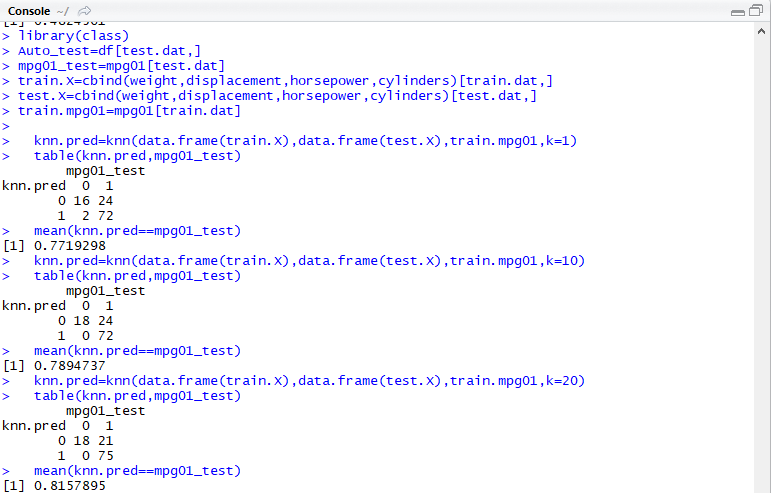 Console ~/
[1] 0.4824561
> library(class)
> Auto_test=df[test.dat,]
> mpg01_test=mpg01[test.dat]
> train.X=cbind(weight,displacement,horsepower,cylinders)[train.dat,]
> test.X=cbind(weight,displacement,horsepower,cylinders)[test.dat,]
> train.mpg01=mpg01[train.dat]
>
>   knn.pred=knn(data.frame(train.X),data.frame(test.X),train.mpg01,k=1)
>   table(knn.pred,mpg01_test)
        mpg01_test
knn.pred  0  1
       0 16 24
       1  2 72
>   mean(knn.pred==mpg01_test)
[1] 0.7719298
>   knn.pred=knn(data.frame(train.X),data.frame(test.X),train.mpg01,k=10)
>   table(knn.pred,mpg01_test)
        mpg01_test
knn.pred  0  1
       0 18 24
       1  0 72
>   mean(knn.pred==mpg01_test)
[1] 0.7894737
>   knn.pred=knn(data.frame(train.X),data.frame(test.X),train.mpg01,k=20)
>   table(knn.pred,mpg01_test)
        mpg01_test
knn.pred  0  1
       0 18 21
       1  0 75
>   mean(knn.pred==mpg01_test)
[1] 0.8157895